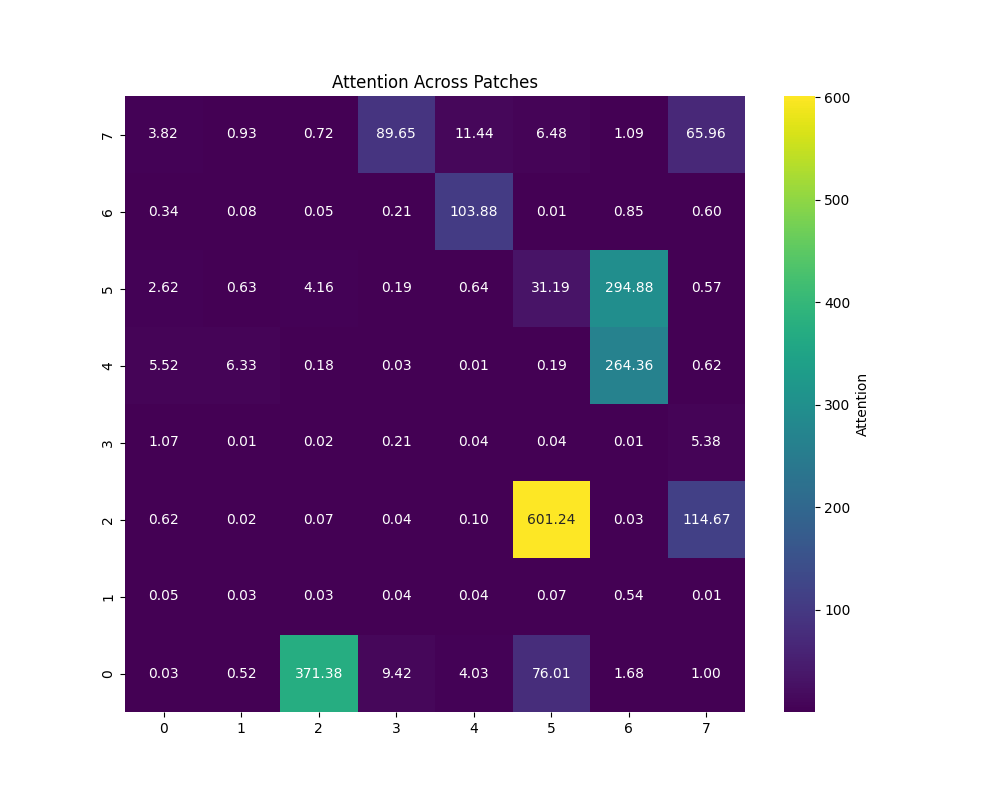 Attention Across Patches
7 3.82 0.93 0.72 89.65 11.44 6.48 1.09 65.96
6 0.34 0.08 0.05 0.21 103.88 0.01 0.85 0.60
5 2.62 0.63 4.16 0.19 0.64 31.19 294.88 0.57
4 5.52 6.33 0.18 0.03 0.01 0.19 264.36 0.62
3 1.07 0.01 0.02 0.21 0.04 0.04 0.01 5.38
2 0.62 0.02 0.07 0.04 0.10 601.24 0.03 114.67
1 0.05 0.03 0.03 0.04 0.04 0.07 0.54 0.01
0 0.03 0.52 371.38 9.42 4.03 76.01 1.68 1.00
0 1 2 3 4 5 6 7
600
500
400
300
200
100
Attention